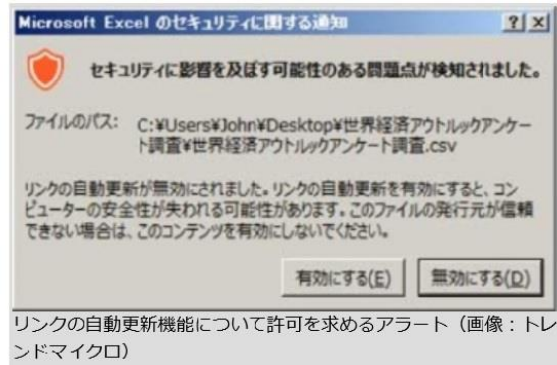 Microsoft Excel のセキュリティに関する通知
セキュリティに影響を及ぼす可能性のある問題点が検知されました。
ファイルのパス: C:¥Users¥John¥Desktop¥世界経済アウトルックアンケー
ト調査¥世界経済アウトルックアンケート調査.csv
リンクの自動更新が無効にされました。リンクの自動更新を有効にすると、コン
ピューターの安全性が失われる可能性があります。このファイルの発行元が信頼
できない場合は、このコンテンツを有効にしないでください。
有効にする(E) 無効にする(D)
リンクの自動更新機能について許可を求めるアラート（画像：トレ
ンドマイクロ）